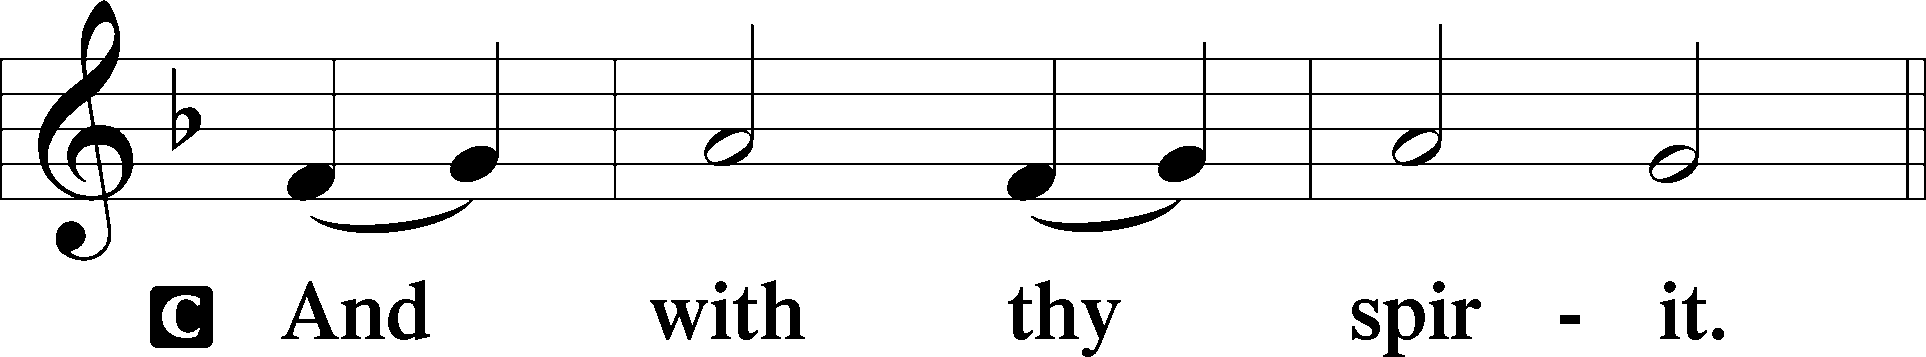 C And with thy spir - it.